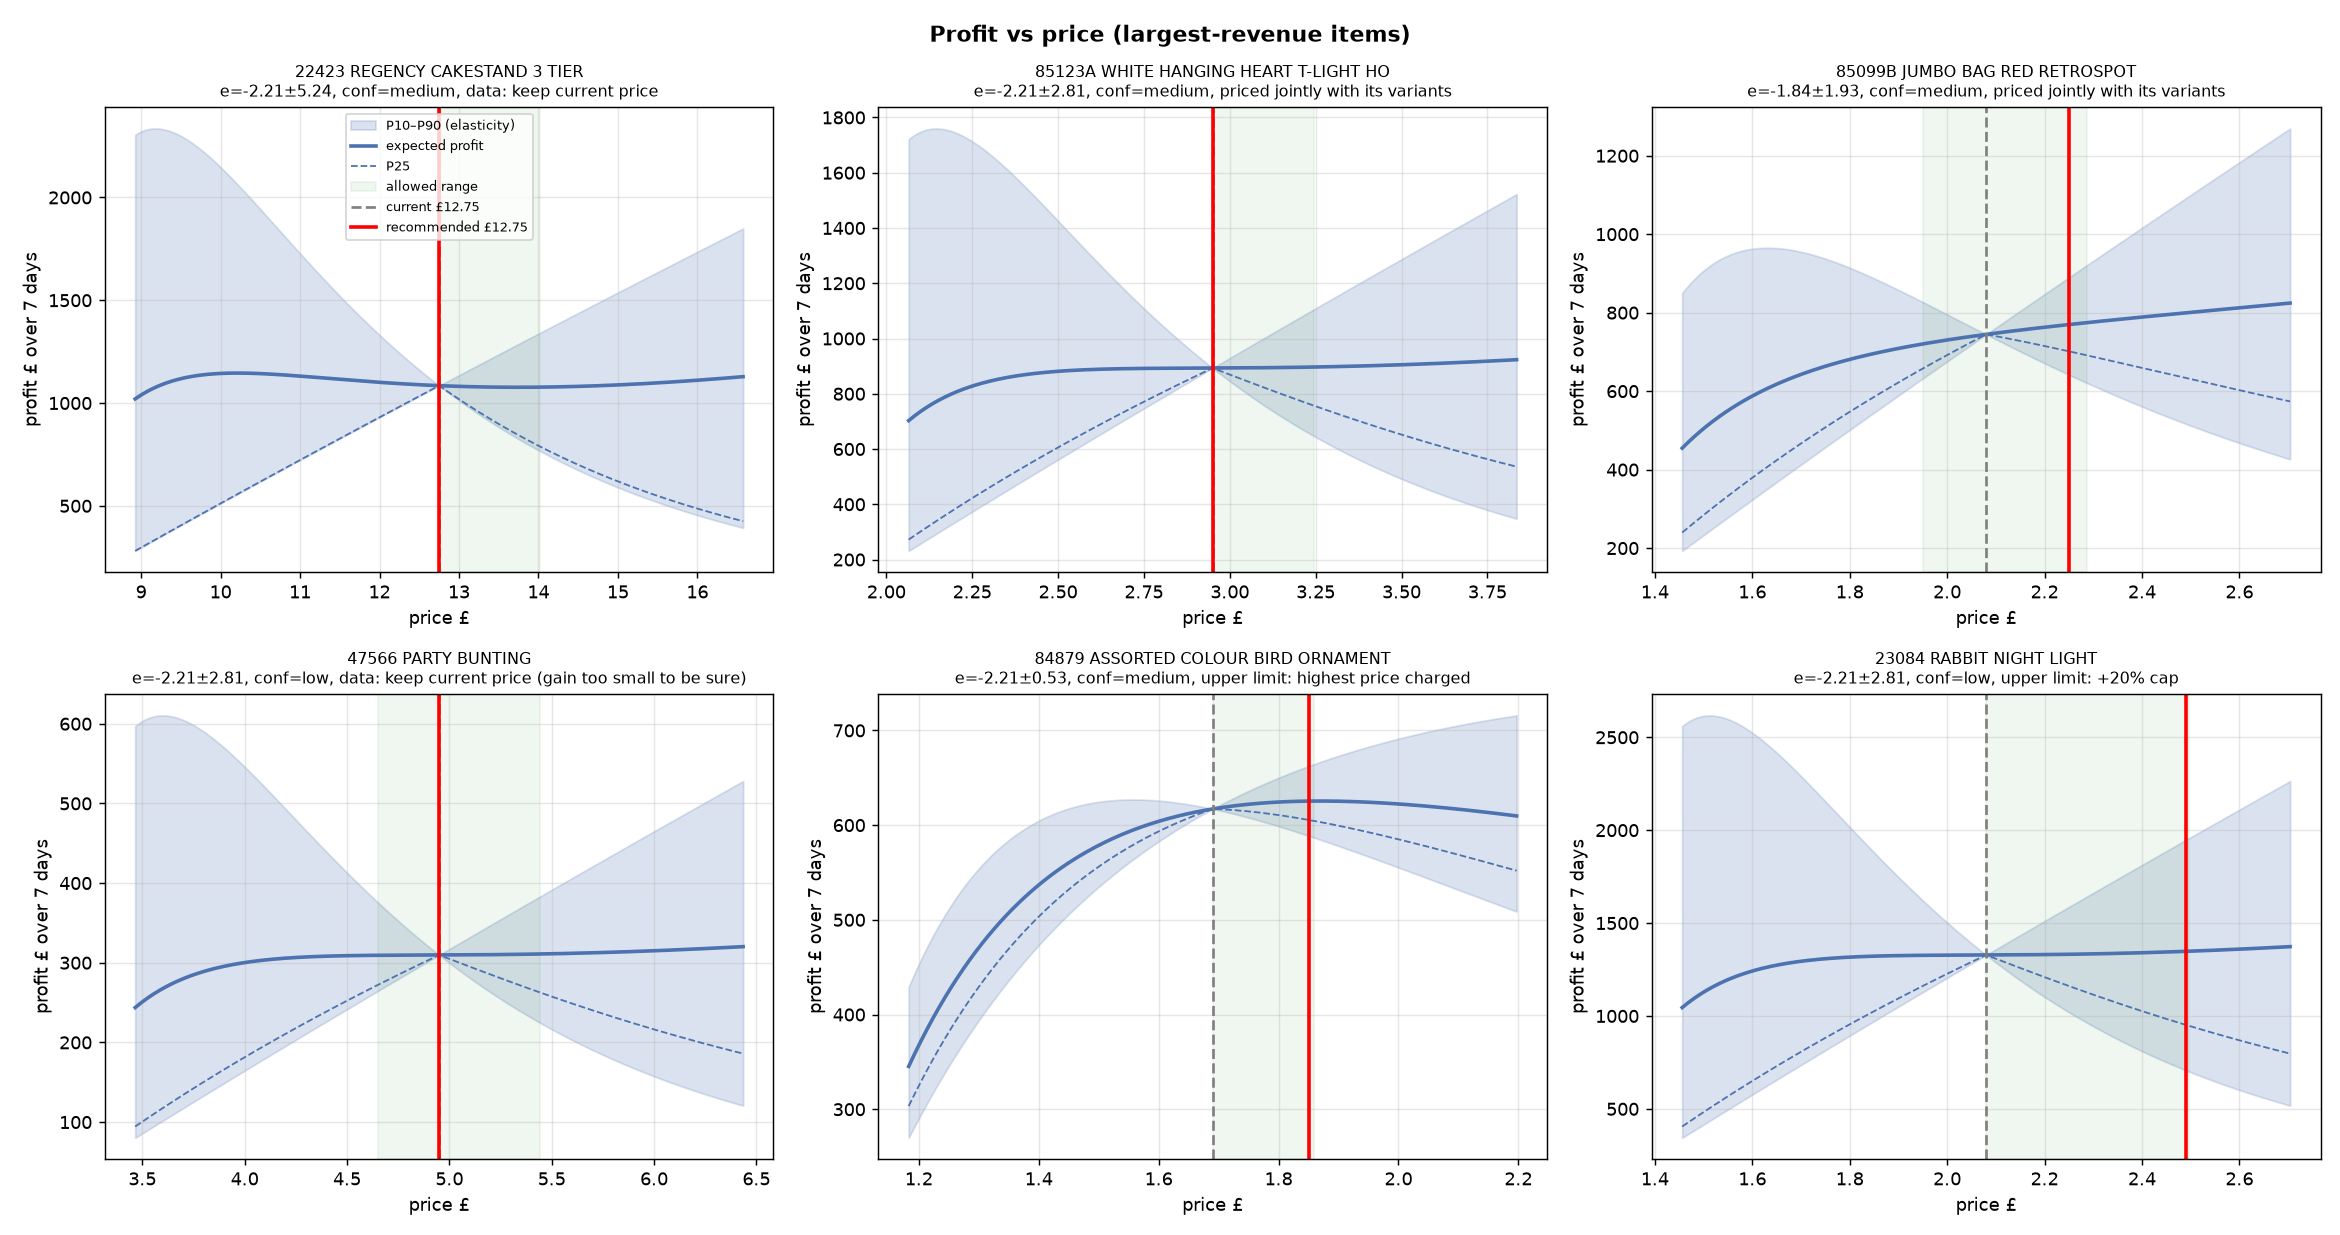 Profit vs price (largest-revenue items)
22423 REGENCY CAKESTAND 3 TIER
e=-2.21±5.24, conf=medium, data: keep current price
P10–P90 (elasticity)
expected profit
P25
allowed range
current £12.75
recommended £12.75
profit £ over 7 days
2000
1500
1000
500
9 10 11 12 13 14 15 16
price £
85123A WHITE HANGING HEART T-LIGHT HO
e=-2.21±2.81, conf=medium, priced jointly with its variants
profit £ over 7 days
1800
1600
1400
1200
1000
800
600
400
200
2.00 2.25 2.50 2.75 3.00 3.25 3.50 3.75
price £
85099B JUMBO BAG RED RETROSPOT
e=-1.84±1.93, conf=medium, priced jointly with its variants
profit £ over 7 days
1200
1000
800
600
400
200
1.4 1.6 1.8 2.0 2.2 2.4 2.6
price £
47566 PARTY BUNTING
e=-2.21±2.81, conf=low, data: keep current price (gain too small to be sure)
profit £ over 7 days
600
500
400
300
200
100
3.5 4.0 4.5 5.0 5.5 6.0 6.5
price £
84879 ASSORTED COLOUR BIRD ORNAMENT
e=-2.21±0.53, conf=medium, upper limit: highest price charged
profit £ over 7 days
700
600
500
400
300
1.2 1.4 1.6 1.8 2.0 2.2
price £
23084 RABBIT NIGHT LIGHT
e=-2.21±2.81, conf=low, upper limit: +20% cap
profit £ over 7 days
2500
2000
1500
1000
500
1.4 1.6 1.8 2.0 2.2 2.4 2.6
price £